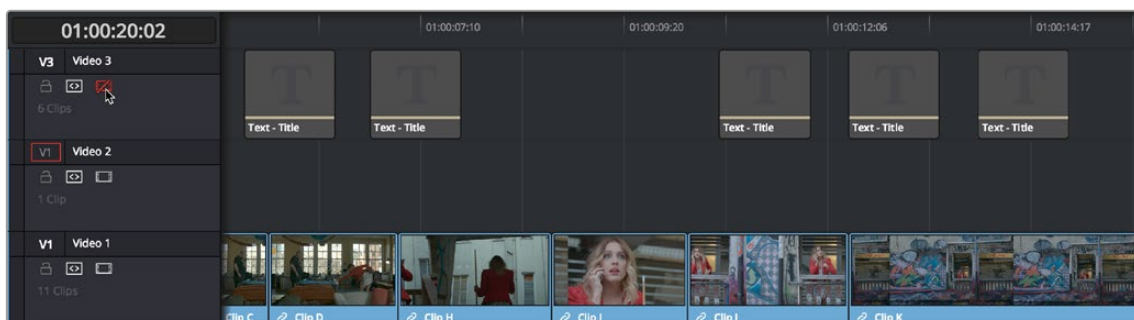 01:00:20:02
01:00:07:10
01:00:09:20
01:00:12:06
01:00:14:17
V3 Video 3
6 Clips
Text - Title
Text - Title
Text - Title
Text - Title
Text - Title
V1 Video 2
1 Clip
V1 Video 1
11 Clips
Clip C
Clip D
Clip H
Clip I
Clip J
Clip K